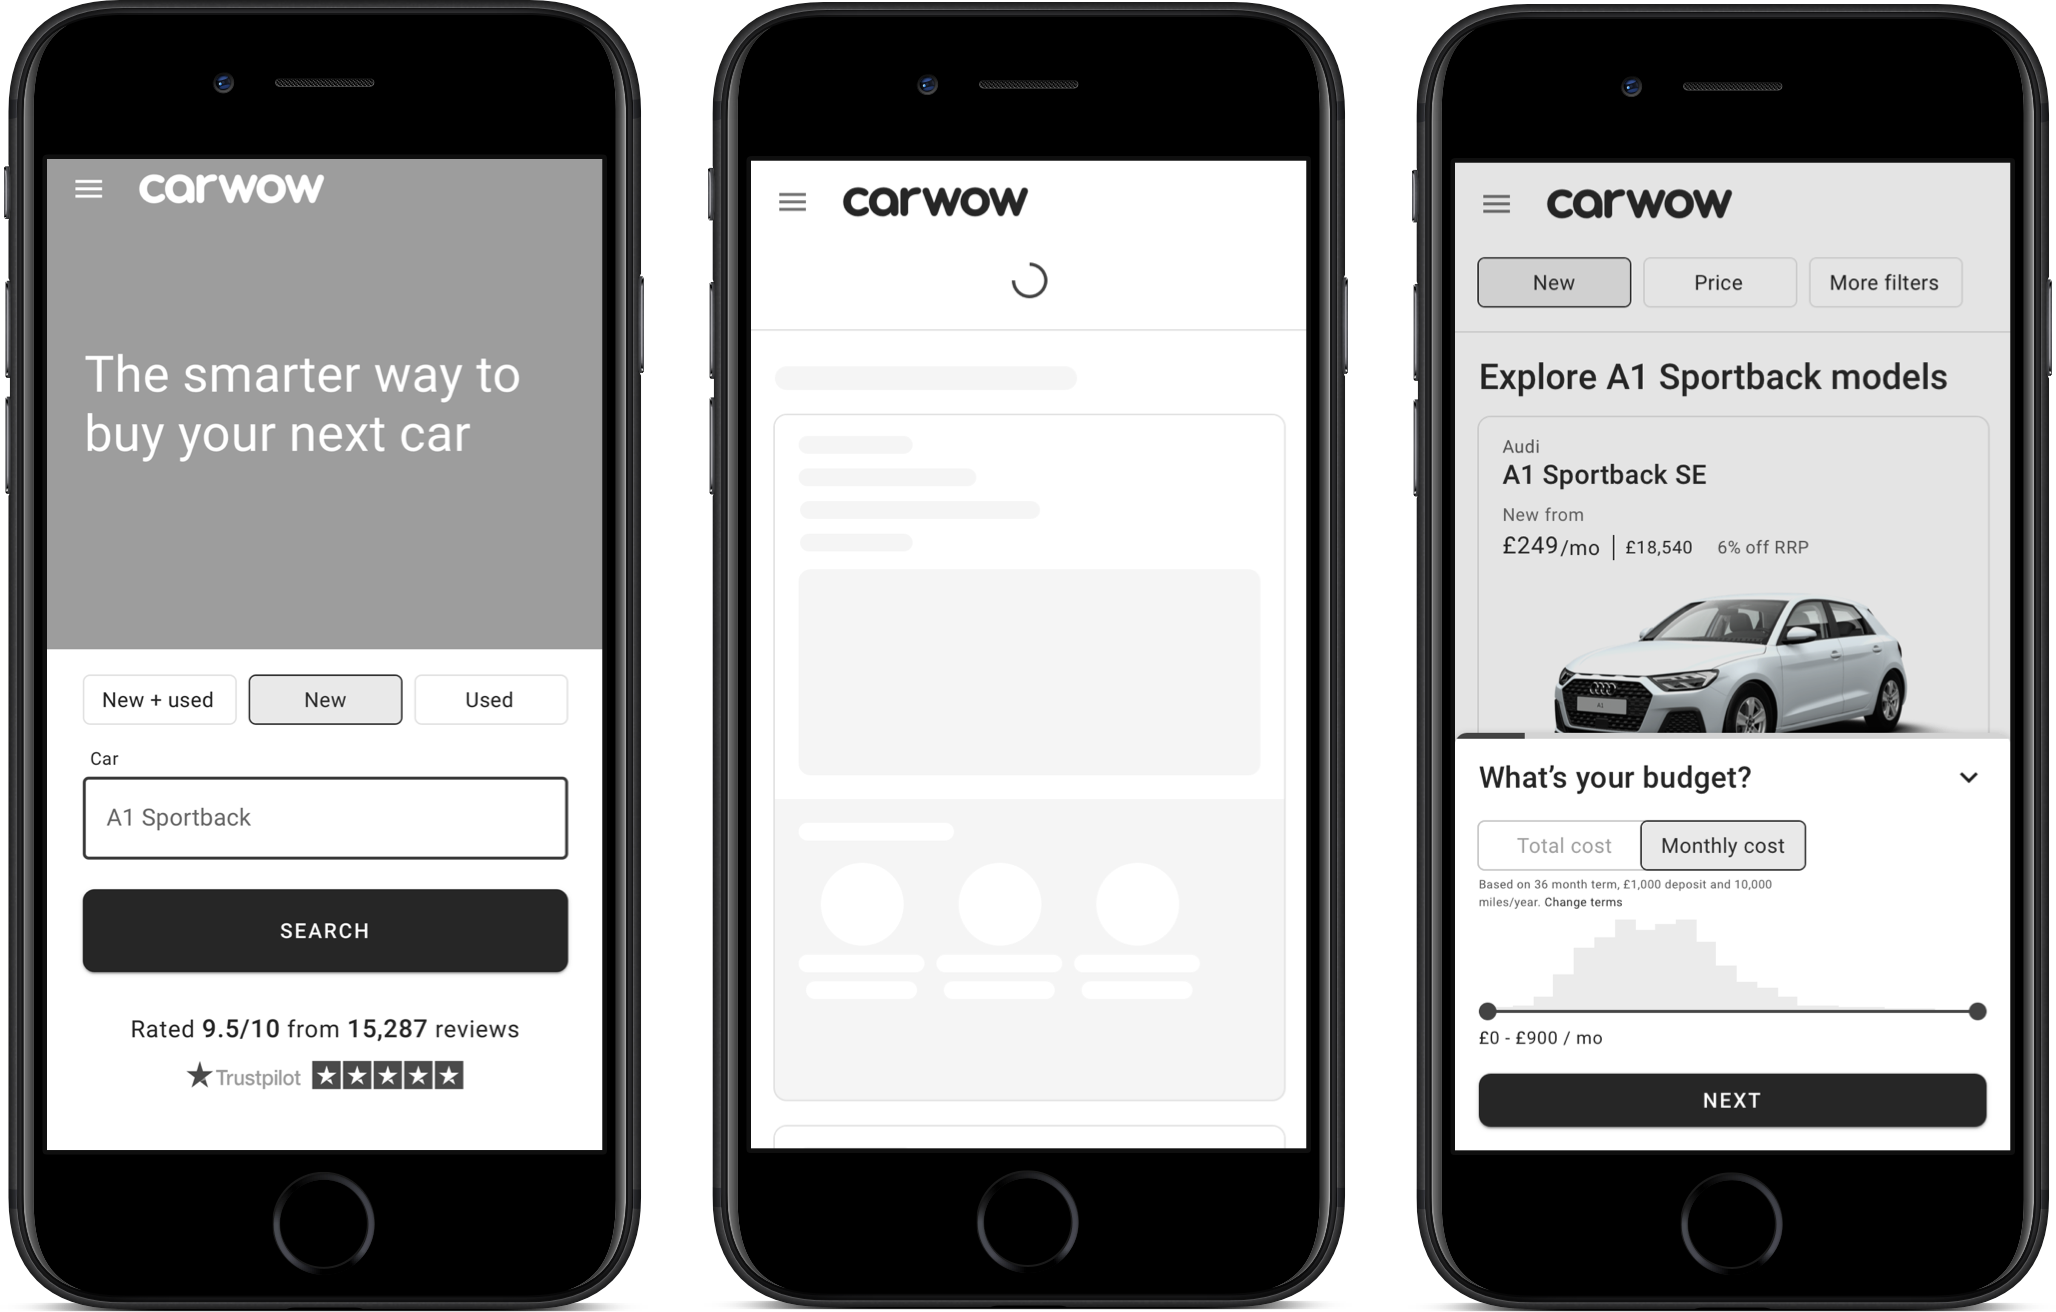 carwow
The smarter way to
buy your next car
New + used
New
Used
Car
A1 Sportback
SEARCH
Rated 9.5/10 from 15,287 reviews
Trustpilot
carwow
carwow
New
Price
More filters
Explore A1 Sportback models
Audi
A1 Sportback SE
New from
£249/mo | £18,540 6% off RRP
A1
What’s your budget?
Total cost
Monthly cost
Based on 36 month term, £1,000 deposit and 10,000
miles/year. Change terms
£0 - £900 / mo
NEXT